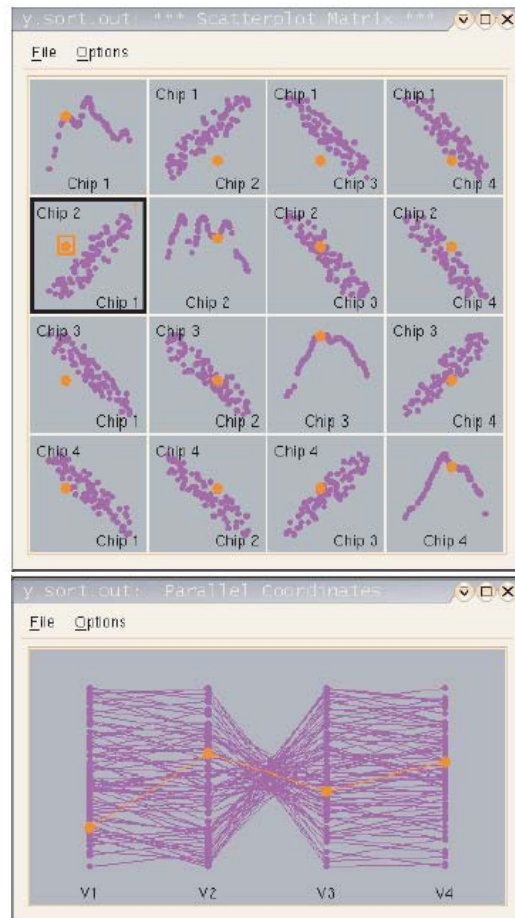 y.sort.out: *** Scatterplot Matrix ***
File Options
Chip 1
Chip 1 Chip 2
Chip 1 Chip 3
Chip 1 Chip 4
Chip 2 Chip 1
Chip 2
Chip 2 Chip 3
Chip 2 Chip 4
Chip 3 Chip 1
Chip 3 Chip 2
Chip 3
Chip 3 Chip 4
Chip 4 Chip 1
Chip 4 Chip 2
Chip 4 Chip 3
Chip 4
y.sort.out: Parallel Coordinates
File Options
V1 V2 V3 V4